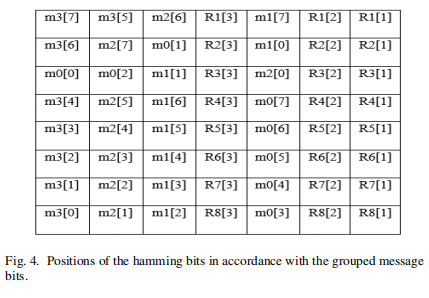 m3[7] m3[5] m2[6] R1[3] m1[7] R1[2] R1[1]
m3[6] m2[7] m0[1] R2[3] m1[0] R2[2] R2[1]
m0[0] m0[2] m1[1] R3[3] m2[0] R3[2] R3[1]
m3[4] m2[5] m1[6] R4[3] m0[7] R4[2] R4[1]
m3[3] m2[4] m1[5] R5[3] m0[6] R5[2] R5[1]
m3[2] m2[3] m1[4] R6[3] m0[5] R6[2] R6[1]
m3[1] m2[2] m1[3] R7[3] m0[4] R7[2] R7[1]
m3[0] m2[1] m1[2] R8[3] m0[3] R8[2] R8[1]
Fig. 4. Positions of the hamming bits in accordance with the grouped message
bits.